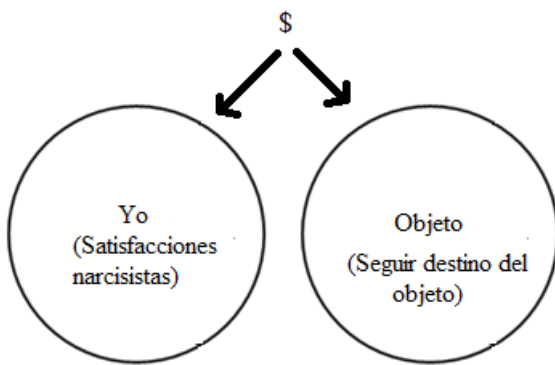 $
Yo
(Satisfacciones
narcisistas)
Objeto
(Seguir destino del
objeto)